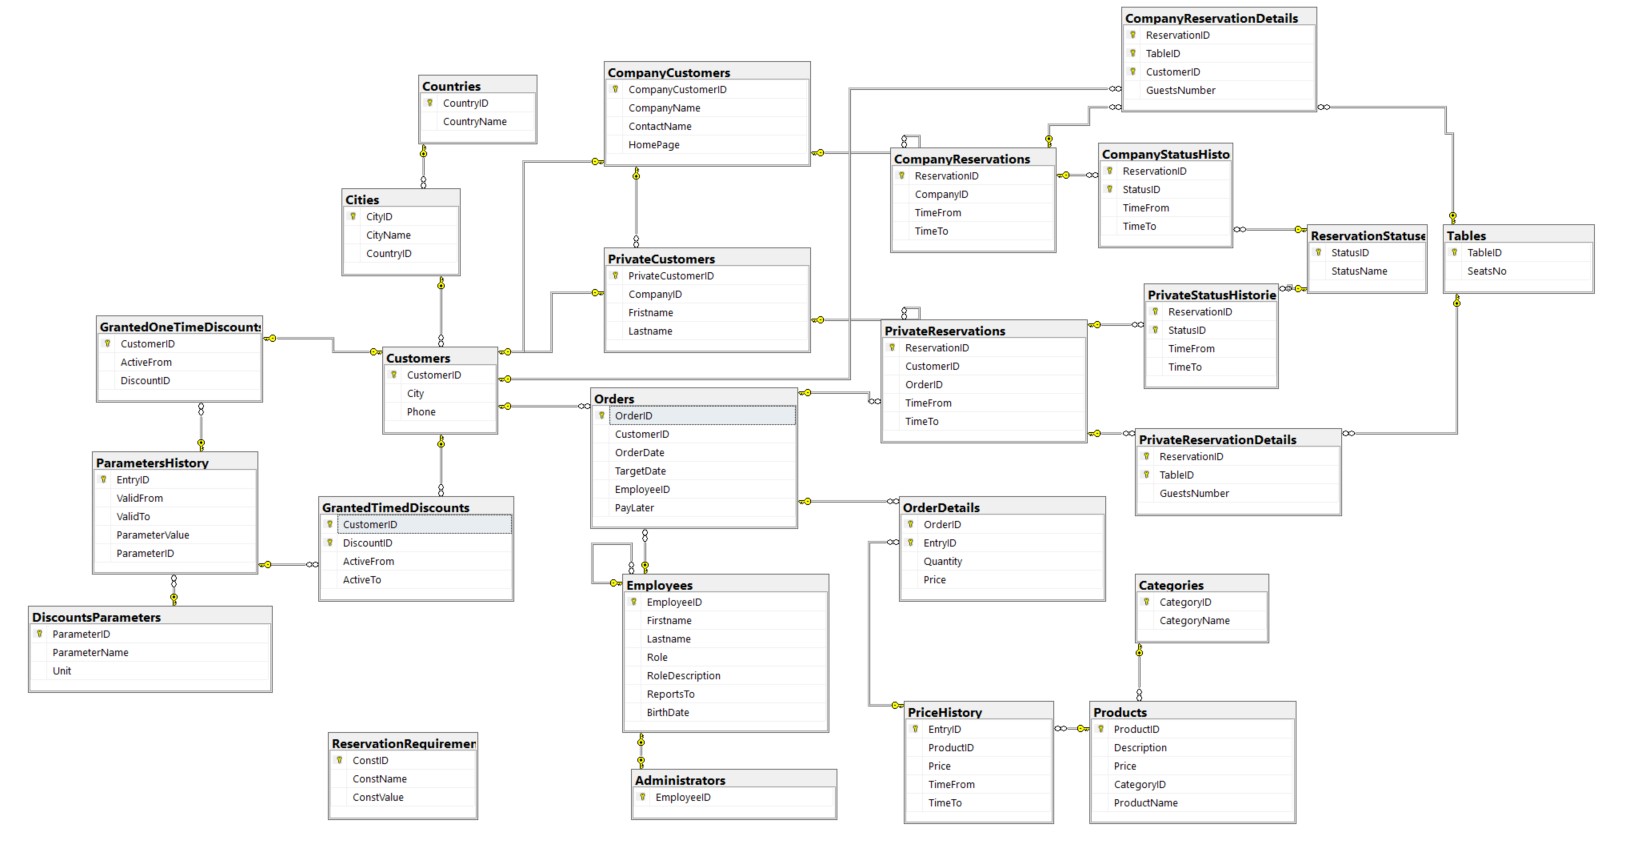 CompanyReservationDetails
ReservationID
TableID
CustomerID
GuestsNumber
CompanyCustomers
CompanyCustomerID
CompanyName
ContactName
HomePage
Countries
CountryID
CountryName
CompanyReservations
ReservationID
CompanyID
TimeFrom
TimeTo
CompanyStatusHisto
ReservationID
StatusID
TimeFrom
TimeTo
Cities
CityID
CityName
CountryID
ReservationStatuse
StatusID
StatusName
Tables
TableID
SeatsNo
PrivateCustomers
PrivateCustomerID
CompanyID
Fristname
Lastname
PrivateStatusHistorie
ReservationID
StatusID
TimeFrom
TimeTo
GrantedOneTimeDiscounts
CustomerID
ActiveFrom
DiscountID
PrivateReservations
ReservationID
CustomerID
OrderID
TimeFrom
TimeTo
Customers
CustomerID
City
Phone
Orders
OrderID
CustomerID
OrderDate
TargetDate
EmployeeID
PayLater
PrivateReservationDetails
ReservationID
TableID
GuestsNumber
ParametersHistory
EntryID
ValidFrom
ValidTo
ParameterValue
ParameterID
GrantedTimedDiscounts
CustomerID
DiscountID
ActiveFrom
ActiveTo
OrderDetails
OrderID
EntryID
Quantity
Price
Employees
EmployeeID
Firstname
Lastname
Role
RoleDescription
ReportsTo
BirthDate
Categories
CategoryID
CategoryName
DiscountsParameters
ParameterID
ParameterName
Unit
PriceHistory
EntryID
ProductID
Price
TimeFrom
TimeTo
Products
ProductID
Description
Price
CategoryID
ProductName
ReservationRequiremen
ConstID
ConstName
ConstValue
Administrators
EmployeeID